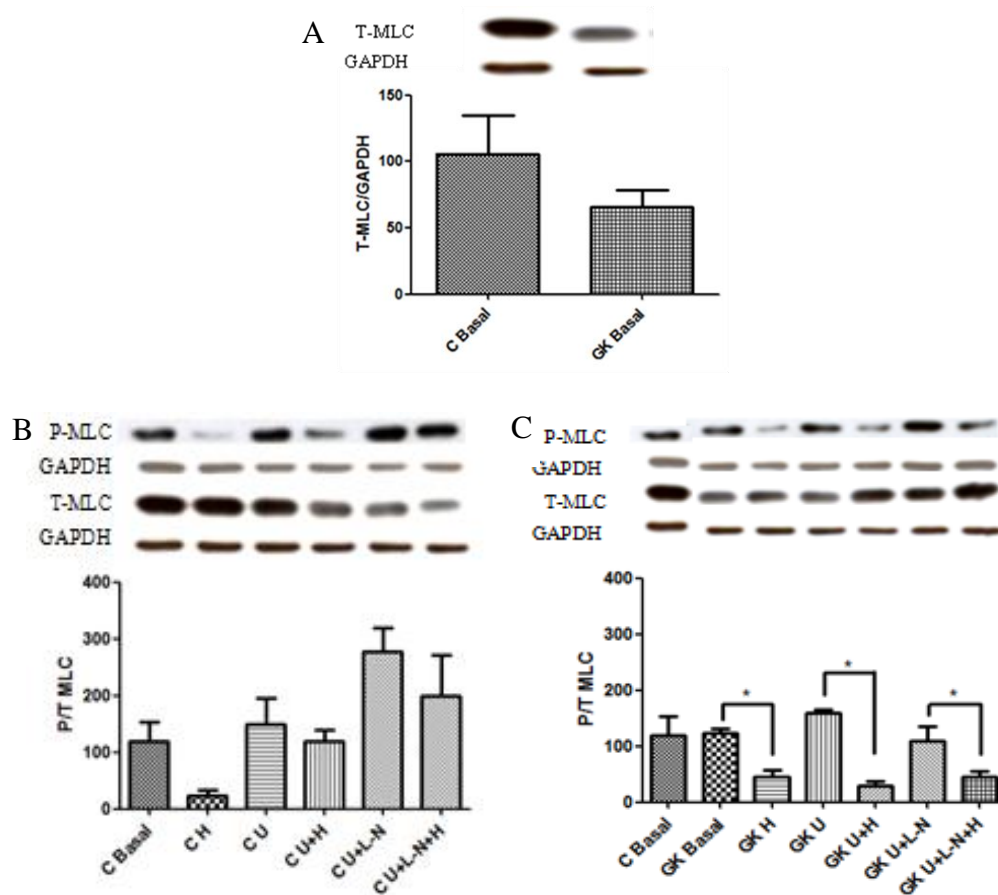 A
T-MLC
GAPDH
T-MLC/GAPDH
150
100
50
0
C Basal
GK Basal
B
P-MLC
GAPDH
T-MLC
GAPDH
P/T MLC
400
300
200
100
0
C Basal
C H
C U
C U+H
C U+L-N
C U+L-N+H
C
P-MLC
GAPDH
T-MLC
GAPDH
P/T MLC
400
300
200
100
0
*
*
*
C Basal
GK Basal
GK H
GK U
GK U+H
GK U+L-N
GK U+L-N+H